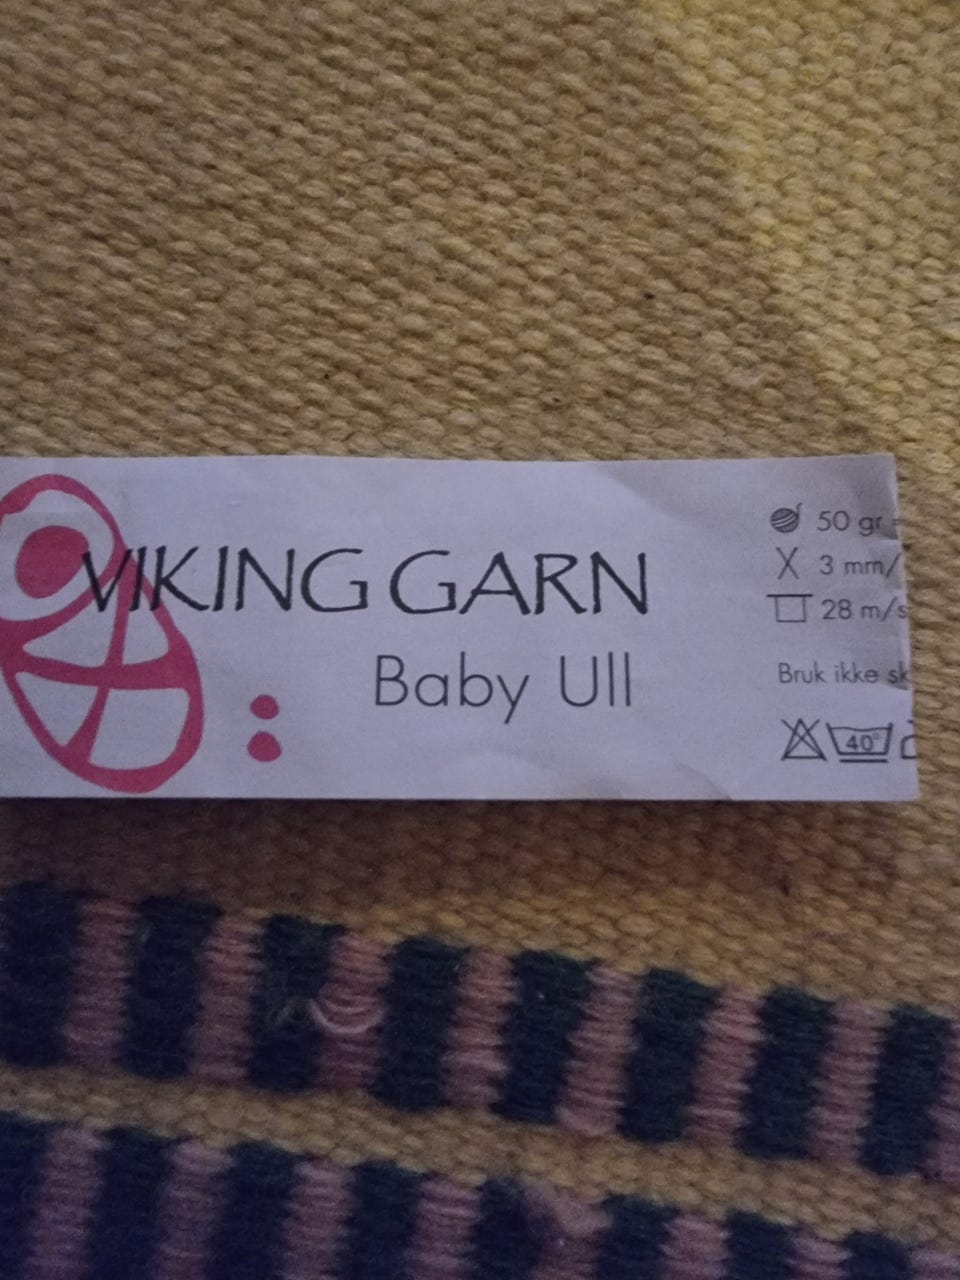 VIKING GARN
Baby Ull
50 gr
3 mm/
28 m/s
Bruk ikke sk
40°